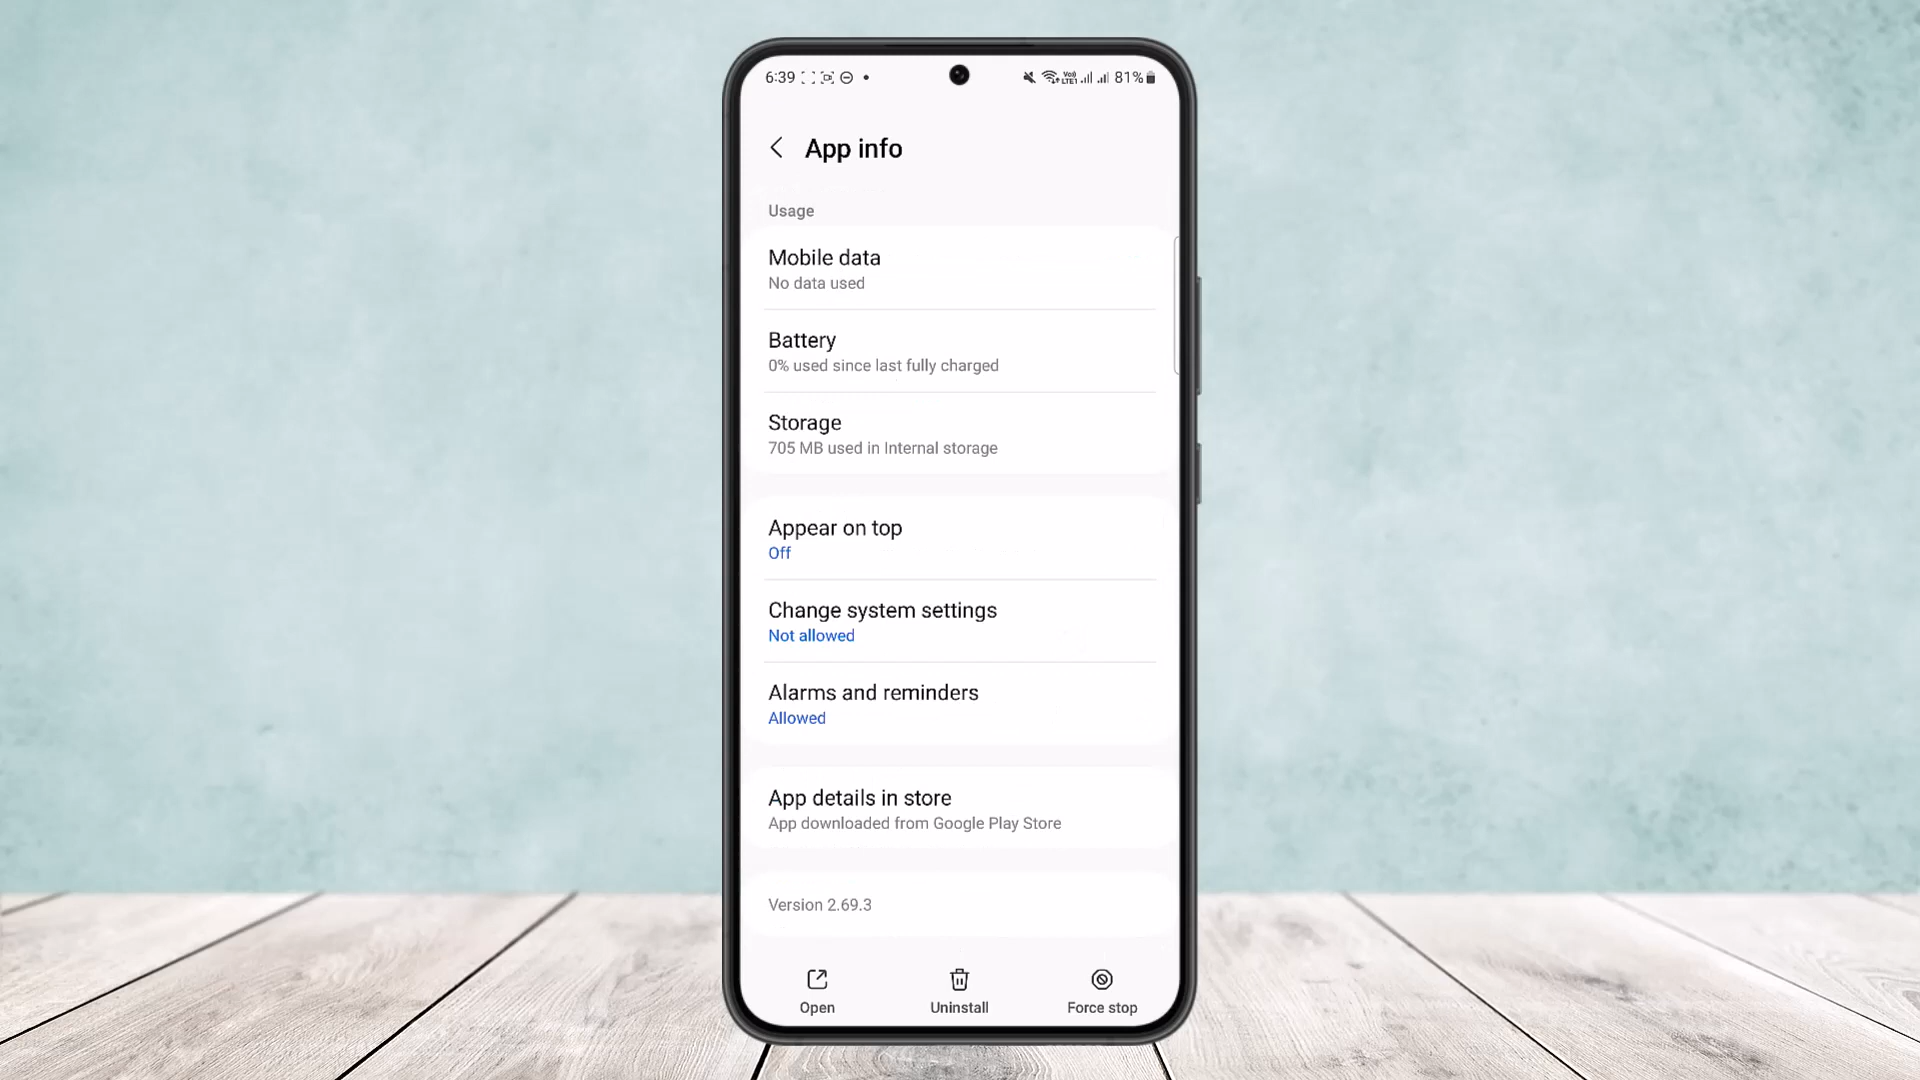 6:39 81%
App info
Usage
Mobile data
No data used
Battery
0% used since last fully charged
Storage
705 MB used in Internal storage
Appear on top
Off
Change system settings
Not allowed
Alarms and reminders
Allowed
App details in store
App downloaded from Google Play Store
Version 2.69.3
Open Uninstall Force stop